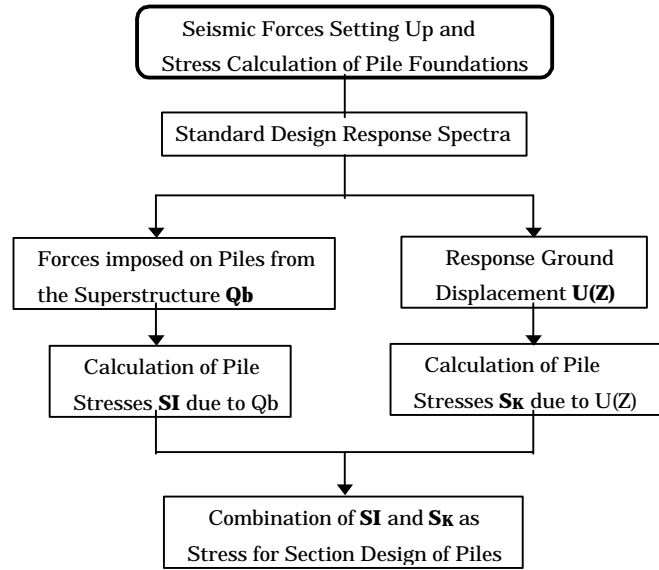 Seismic Forces Setting Up and
Stress Calculation of Pile Foundations
Standard Design Response Spectra
Forces imposed on Piles from
the Superstructure Qb
Response Ground
Displacement U(Z)
Calculation of Pile
Stresses SI due to Qb
Calculation of Pile
Stresses SK due to U(Z)
Combination of SI and SK as
Stress for Section Design of Piles